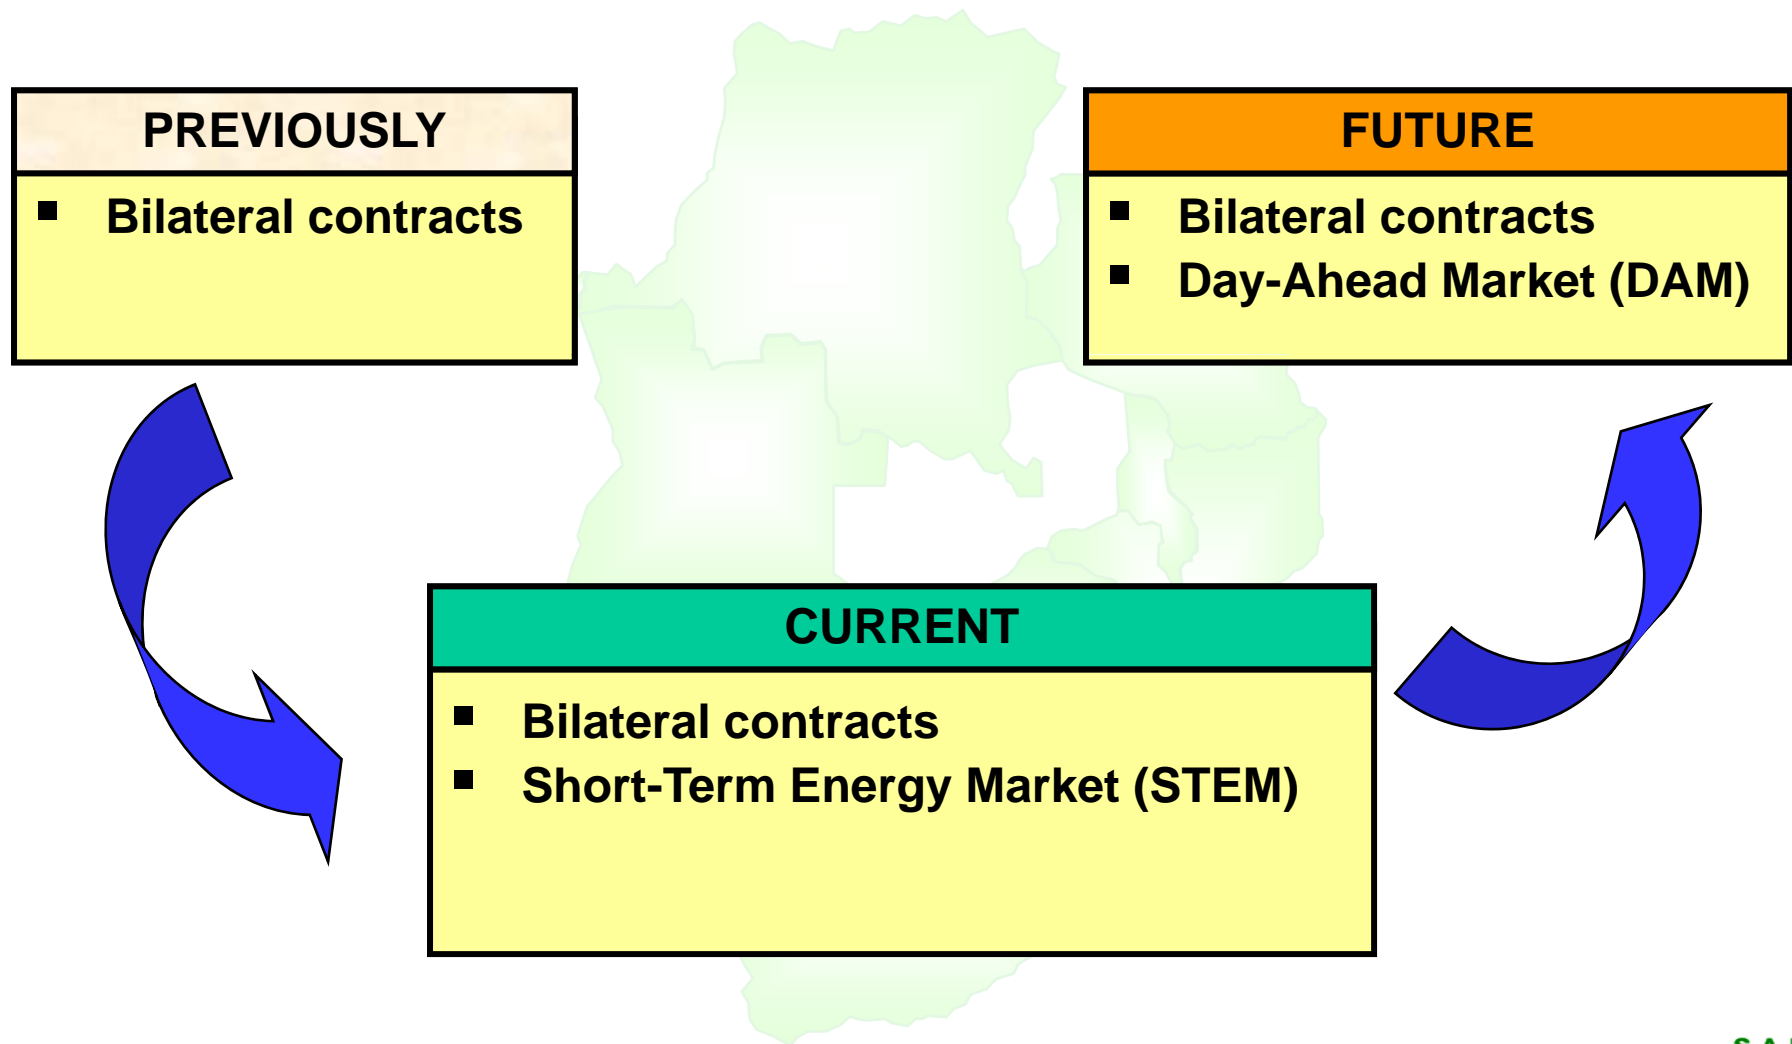 PREVIOUSLY
■ Bilateral contracts
FUTURE
■ Bilateral contracts
■ Day-Ahead Market (DAM)
CURRENT
■ Bilateral contracts
■ Short-Term Energy Market (STEM)